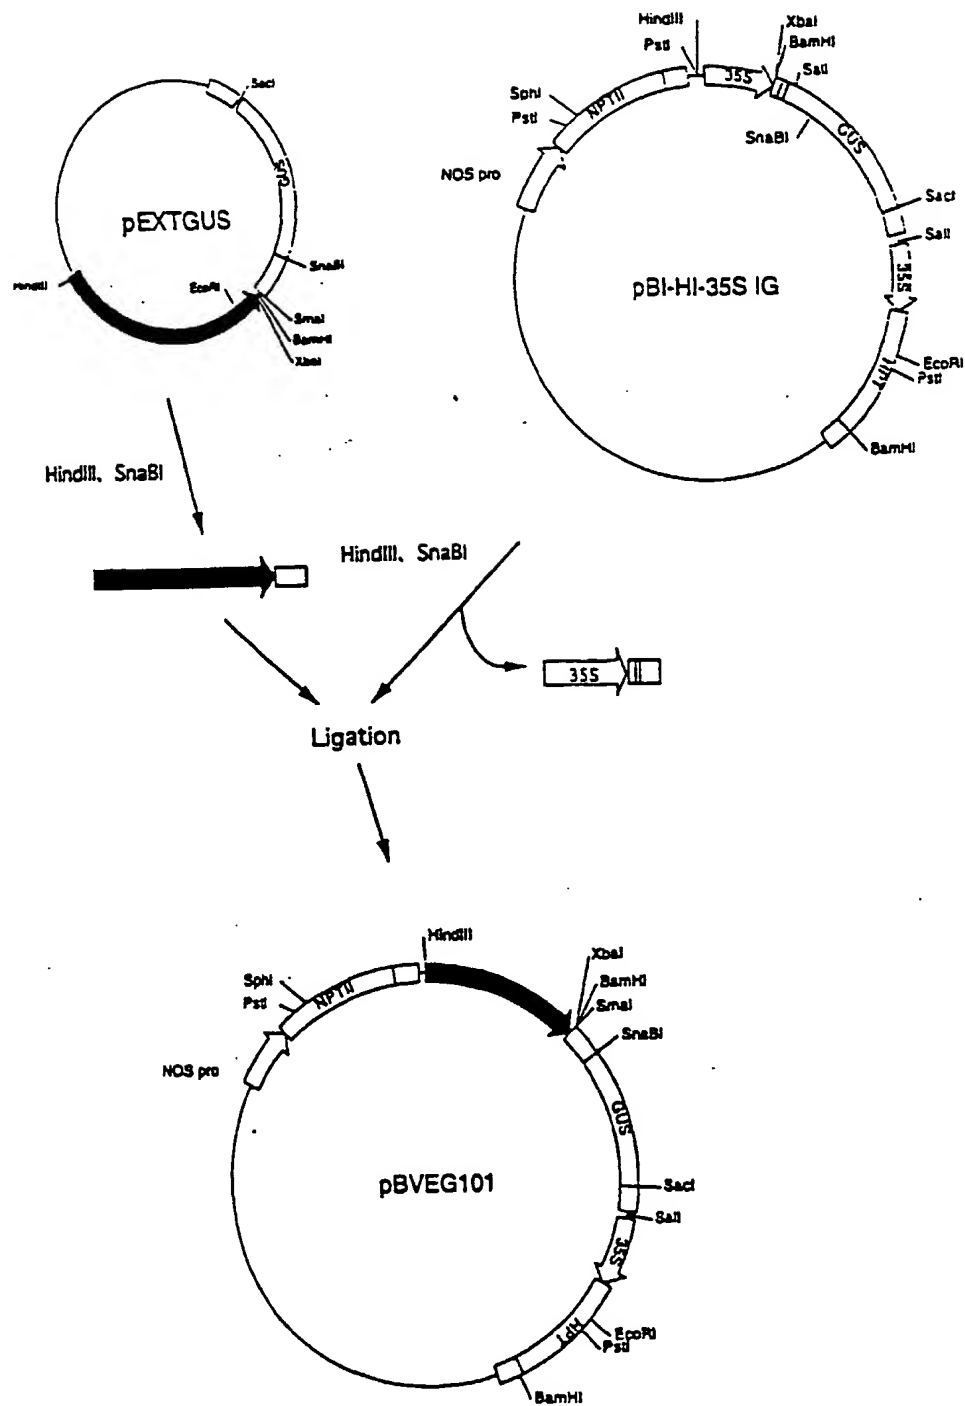 SacI
GUS
pEXTGUS
SnaBI
HindIII
EcoRI
SmaI
BamHI
XbaI
HindIII
PstI
XbaI
BamHI
SalI
35S
SphI
PstI
NPTII
SnaBI
GUS
NOS pro
SacI
SalI
pBI-HI-35S IG
35S
EcoRI
PstI
HPT
BamHI
HindIII、SnaBI
HindIII、SnaBI
35S
Ligation
HindIII
XbaI
BamHI
SmaI
SnaBI
SphI
PstI
NPTII
NOS pro
GUS
pBVEG101
SacI
SalI
35S
EcoRI
PstI
HPT
BamHI